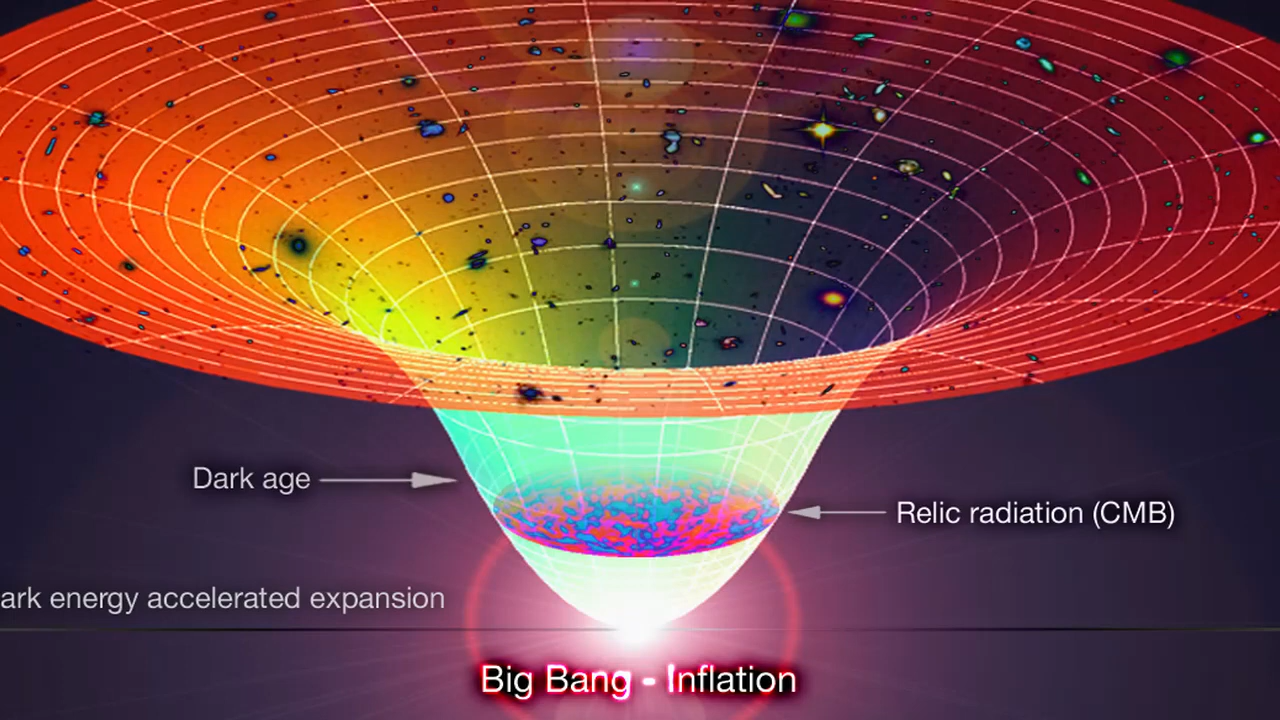 Dark age
Relic radiation (CMB)
ark energy accelerated expansion
Big Bang - Inflation